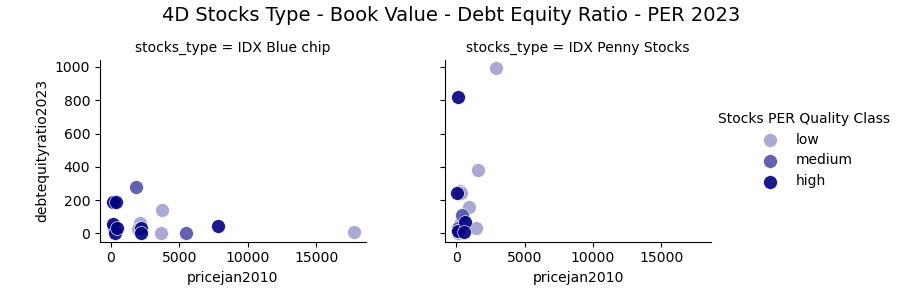 4D Stocks Type - Book Value - Debt Equity Ratio - PER 2023
stocks_type = IDX Blue chip
stocks_type = IDX Penny Stocks
debtequityratio2023
1000
800
600
400
200
0
0 5000 10000 15000
pricejan2010
0 5000 10000 15000
pricejan2010
Stocks PER Quality Class
low
medium
high